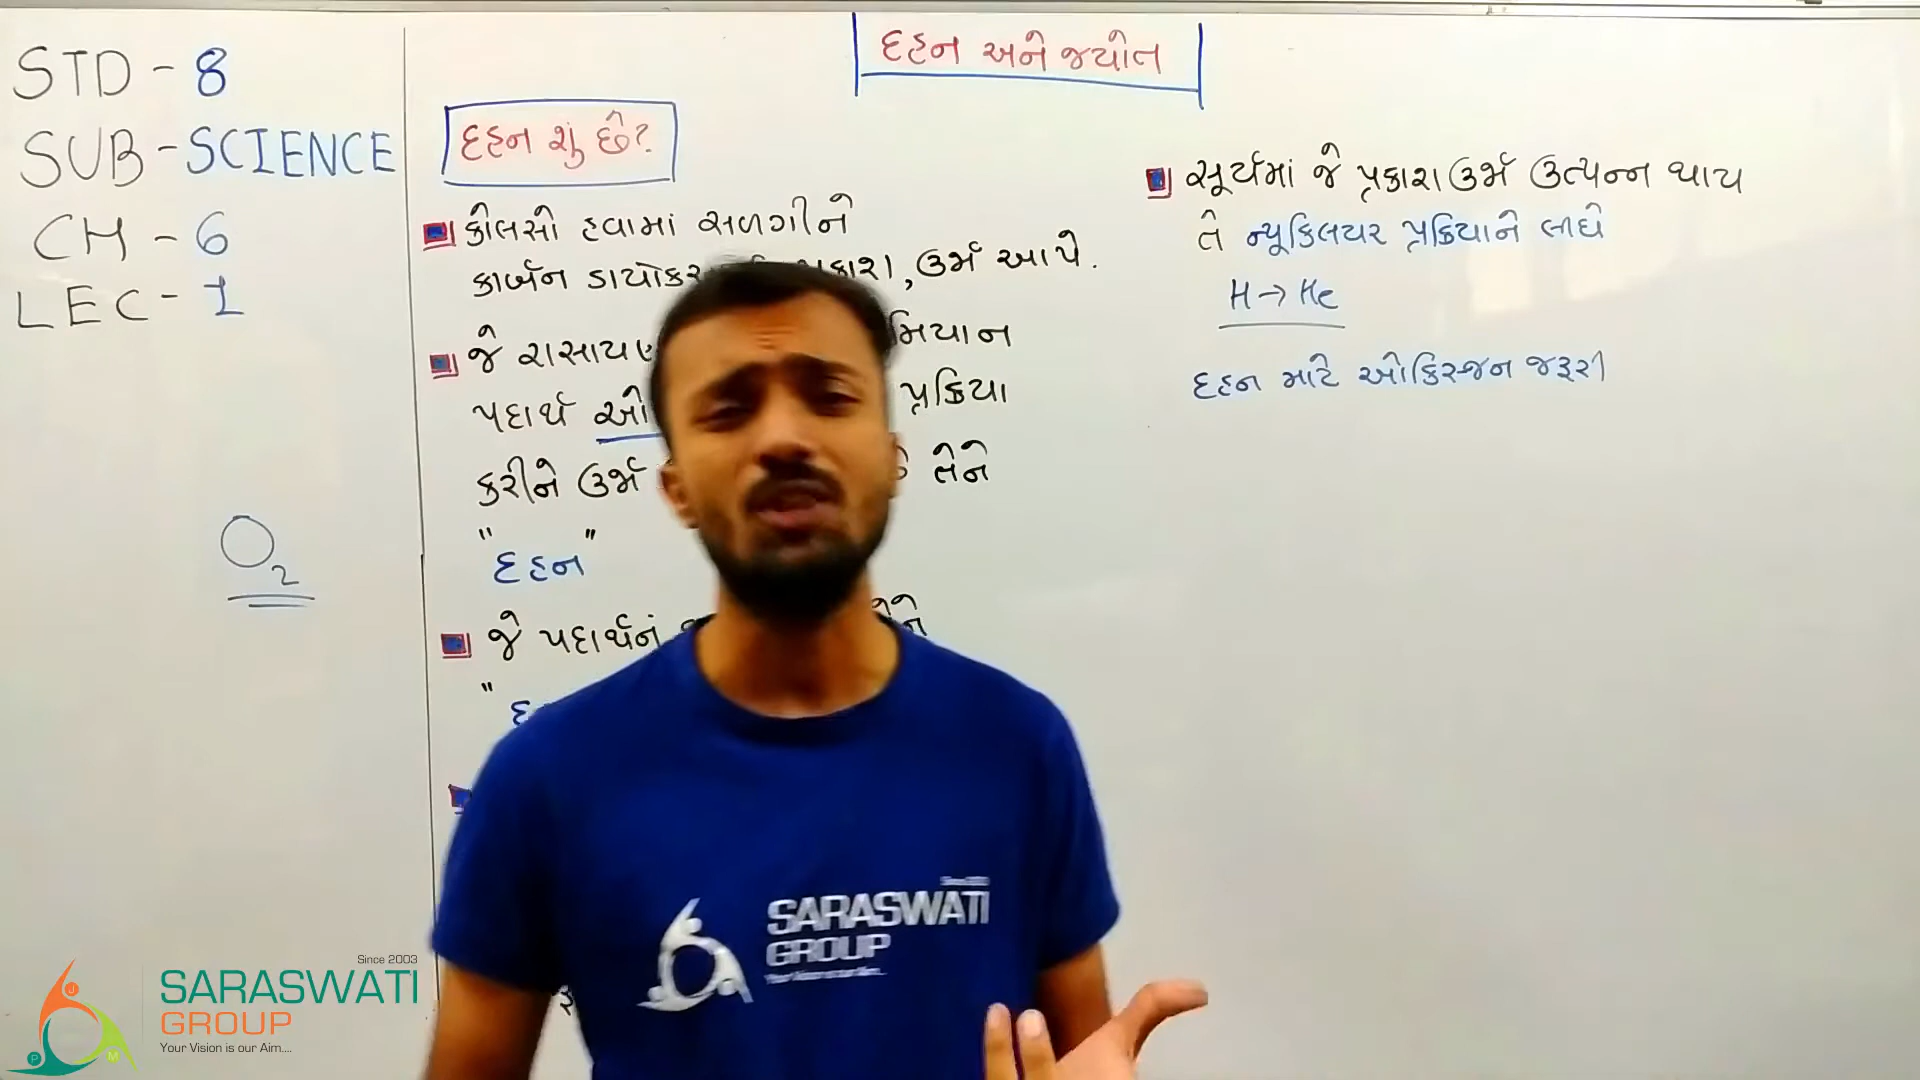 STD - 8
SUB - SCIENCE
CH - 6
LEC - 1
O2
દહન અને જયોત
દહન શું છે?
કોલસો હવામાં સળગીને
કાર્બન પ્રકાશ, ઉર્જા આપે.
જે
પદાર્થ પ્રક્રિયા
કરીને ઉર્જા તેને
"દહન"
જે પદાર્થનું
"
સૂર્યમાં જે પ્રકાશ ઉર્જા ઉત્પન્ન થાય
તે ન્યૂક્લિયર પ્રક્રિયાને લીધે
H → He
દહન માટે ઓક્સિજન જરૂરી
SARASWATI
GROUP
Since 2003
SARASWATI
GROUP
Your Vision is our Aim....